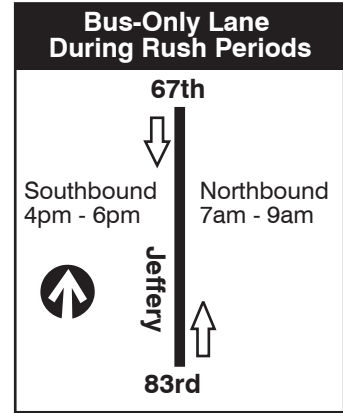 Bus-Only Lane
During Rush Periods
67th
Southbound
4pm - 6pm
Northbound
7am - 9am
Jeffery
83rd